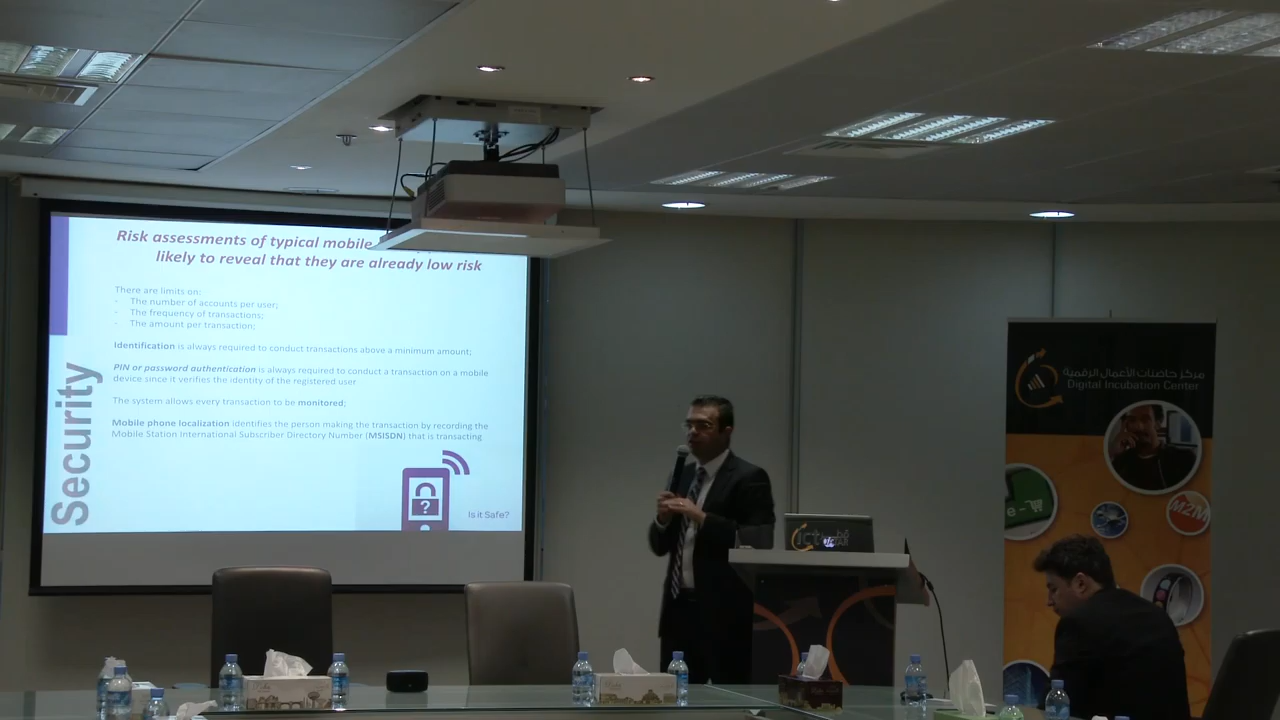 Risk assessments of typical mobile
likely to reveal that they are already low risk
There are limits on:
- The number of accounts per user;
- The frequency of transactions;
- The amount per transaction;
Identification is always required to conduct transactions above a minimum amount;
PIN or password authentication is always required to conduct a transaction on a mobile
device since it verifies the identity of the registered user
The system allows every transaction to be monitored;
Mobile phone localization identifies the person making the transaction by recording the
Mobile Station International Subscriber Directory Number (MSISDN) that is transacting
Security
?
Is it Safe?
مركز حاضنات الأعمال الرقمية
Digital Incubation Center
e-
M2M
ict